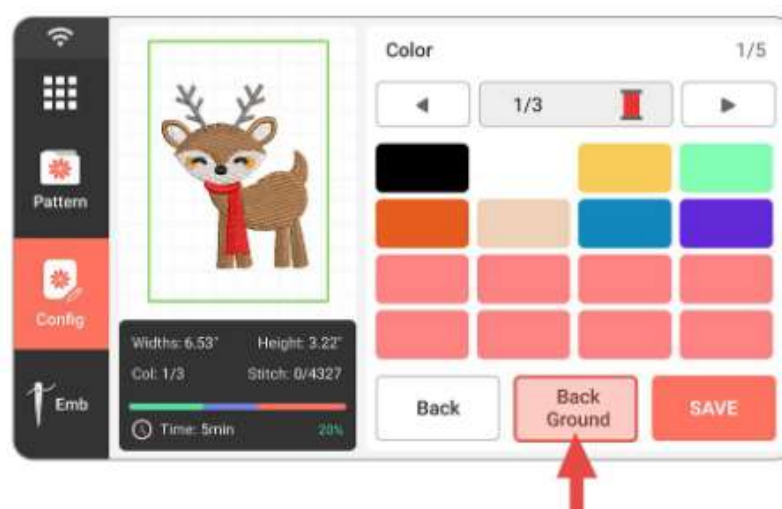 Pattern
Config
Emb
Widths: 6.53" Height: 3.22"
Col: 1/3 Stitch: 0/4327
Time: 5min 20%
Color 1/5
1/3
Back
Back
Ground
SAVE